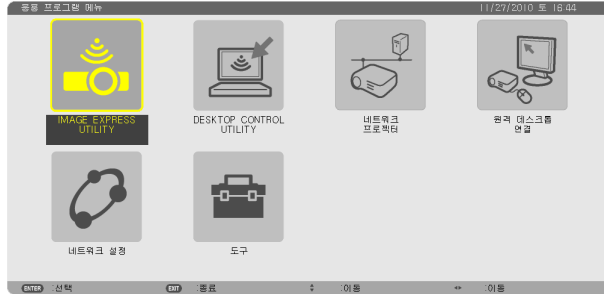 응용 프로그램 메뉴 11/27/2010 토 16:44
IMAGE EXPRESS
UTILITY
DESKTOP CONTROL
UTILITY
네트워크
프로젝터
원격 데스크톱
연결
네트워크 설정
도구
ENTER :선택 EXIT :종료 :이동 :이동